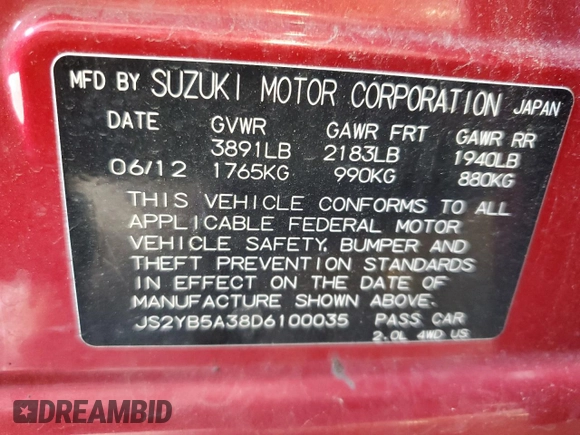 MFD BY SUZUKI MOTOR CORPORATION JAPAN
DATE GVWR GAWR FRT GAWR RR
3891LB 2183LB 1940LB
06/12 1765KG 990KG 880KG
THIS VEHICLE CONFORMS TO ALL
APPLICABLE FEDERAL MOTOR
VEHICLE SAFETY, BUMPER AND
THEFT PREVENTION STANDARDS
IN EFFECT ON THE DATE OF
MANUFACTURE SHOWN ABOVE.
JS2YB5A38D6100035 PASS CAR
2.0L 4WD US
DREAMBID